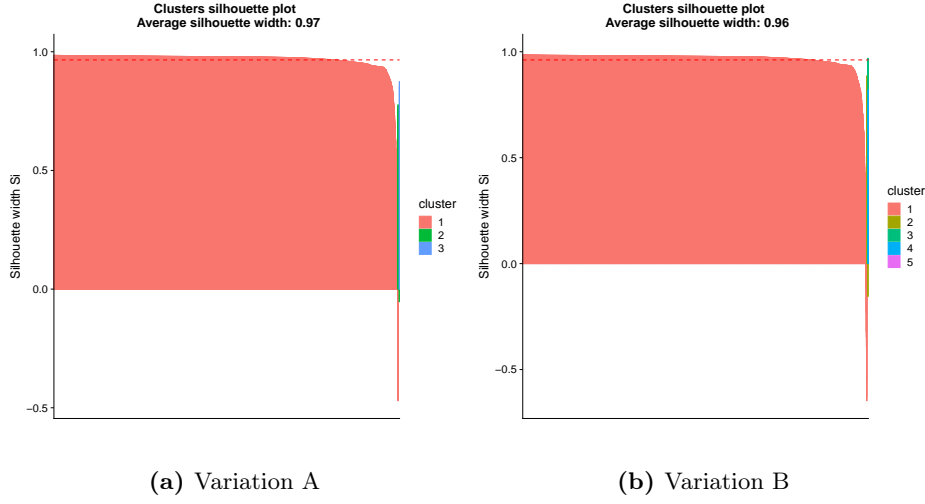 Clusters silhouette plot
Average silhouette width: 0.97
Silhouette width Si
1.0
0.5
0.0
−0.5
cluster
1
2
3
(a) Variation A
Clusters silhouette plot
Average silhouette width: 0.96
Silhouette width Si
1.0
0.5
0.0
−0.5
cluster
1
2
3
4
5
(b) Variation B